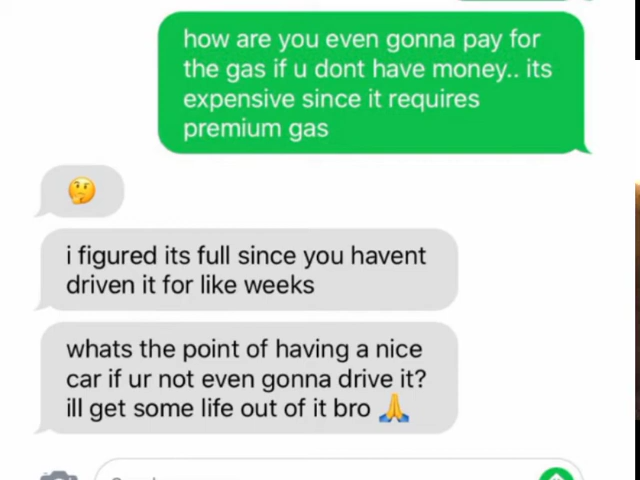 how are you even gonna pay for
the gas if u dont have money.. its
expensive since it requires
premium gas
🤔
i figured its full since you havent
driven it for like weeks
whats the point of having a nice
car if ur not even gonna drive it?
ill get some life out of it bro 🙏